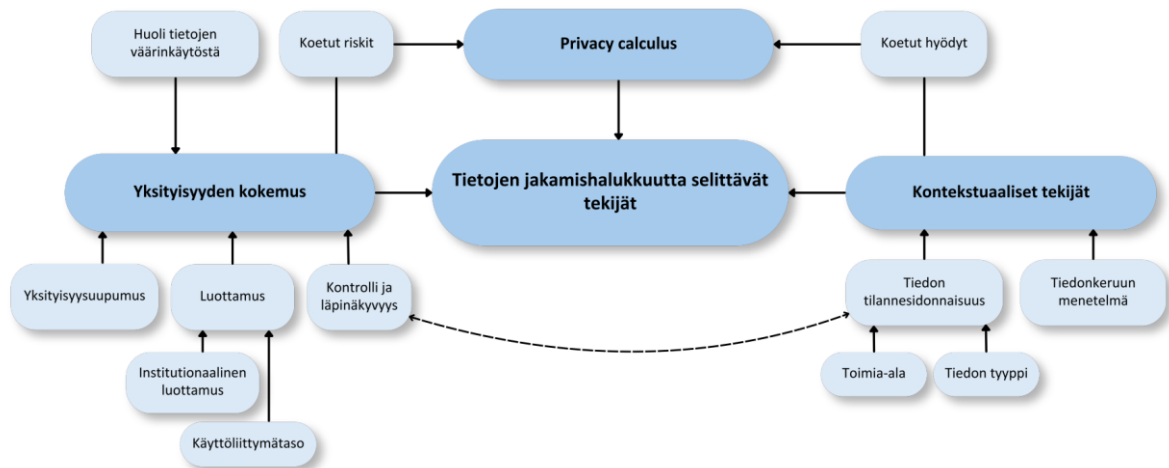 Huoli tietojen
väärinkäytöstä
Koetut riskit
Privacy calculus
Koetut hyödyt
Yksityisyyden kokemus
Tietojen jakamishalukkuutta selittävät
tekijät
Kontekstuaaliset tekijät
Yksityisyysuupumus
Luottamus
Kontrolli ja
läpinäkyvyys
Tiedon
tilannesidonnaisuus
Tiedonkeruun
menetelmä
Institutionaalinen
luottamus
Toimia-ala
Tiedon tyyppi
Käyttöliittymätaso